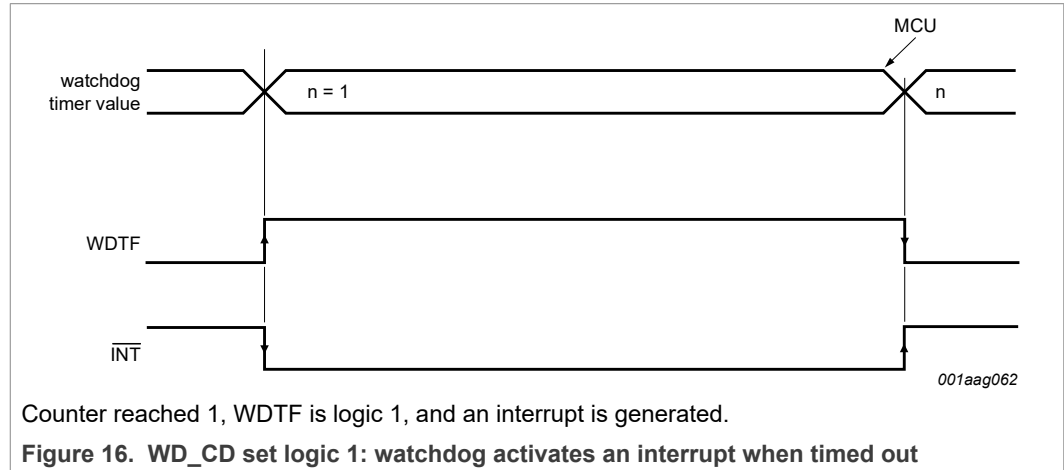 MCU
watchdog
timer value
n = 1
n
WDTF
INT
001aag062
Counter reached 1, WDTF is logic 1, and an interrupt is generated.
Figure 16. WD_CD set logic 1: watchdog activates an interrupt when timed out